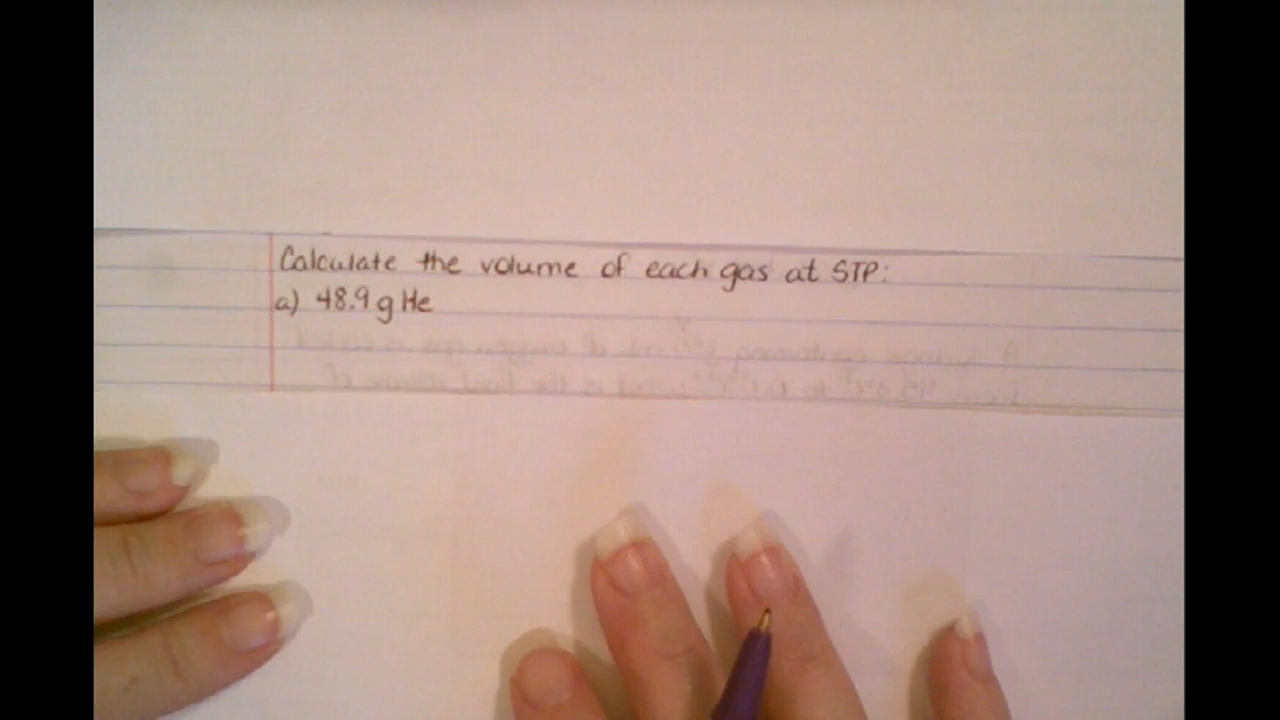 Calculate the volume of each gas at STP:
a) 48.9 g He